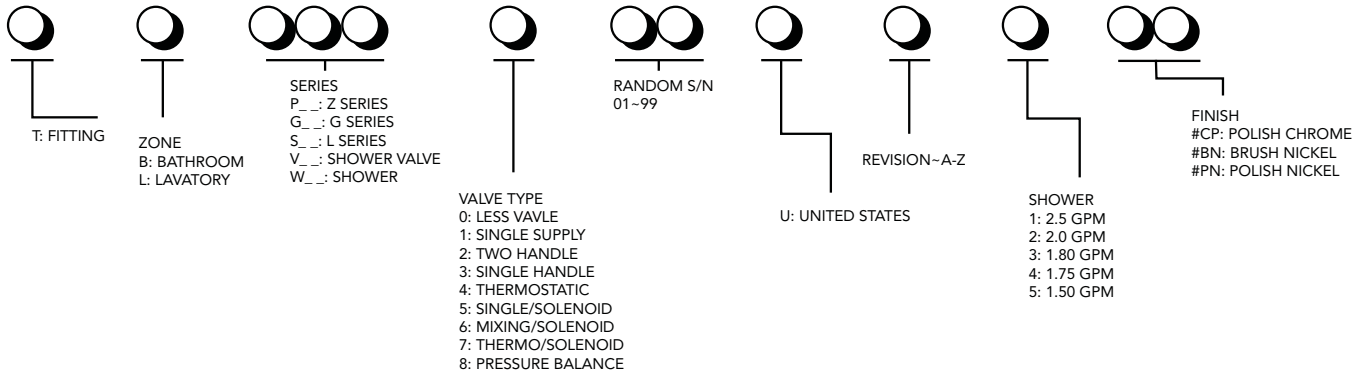 T: FITTING
ZONE
B: BATHROOM
L: LAVATORY
SERIES
P_ _: Z SERIES
G_ _: G SERIES
S_ _: L SERIES
V_ _: SHOWER VALVE
W_ _: SHOWER
VALVE TYPE
0: LESS VAVLE
1: SINGLE SUPPLY
2: TWO HANDLE
3: SINGLE HANDLE
4: THERMOSTATIC
5: SINGLE/SOLENOID
6: MIXING/SOLENOID
7: THERMO/SOLENOID
8: PRESSURE BALANCE
RANDOM S/N
01~99
U: UNITED STATES
REVISION~A-Z
SHOWER
1: 2.5 GPM
2: 2.0 GPM
3: 1.80 GPM
4: 1.75 GPM
5: 1.50 GPM
FINISH
#CP: POLISH CHROME
#BN: BRUSH NICKEL
#PN: POLISH NICKEL